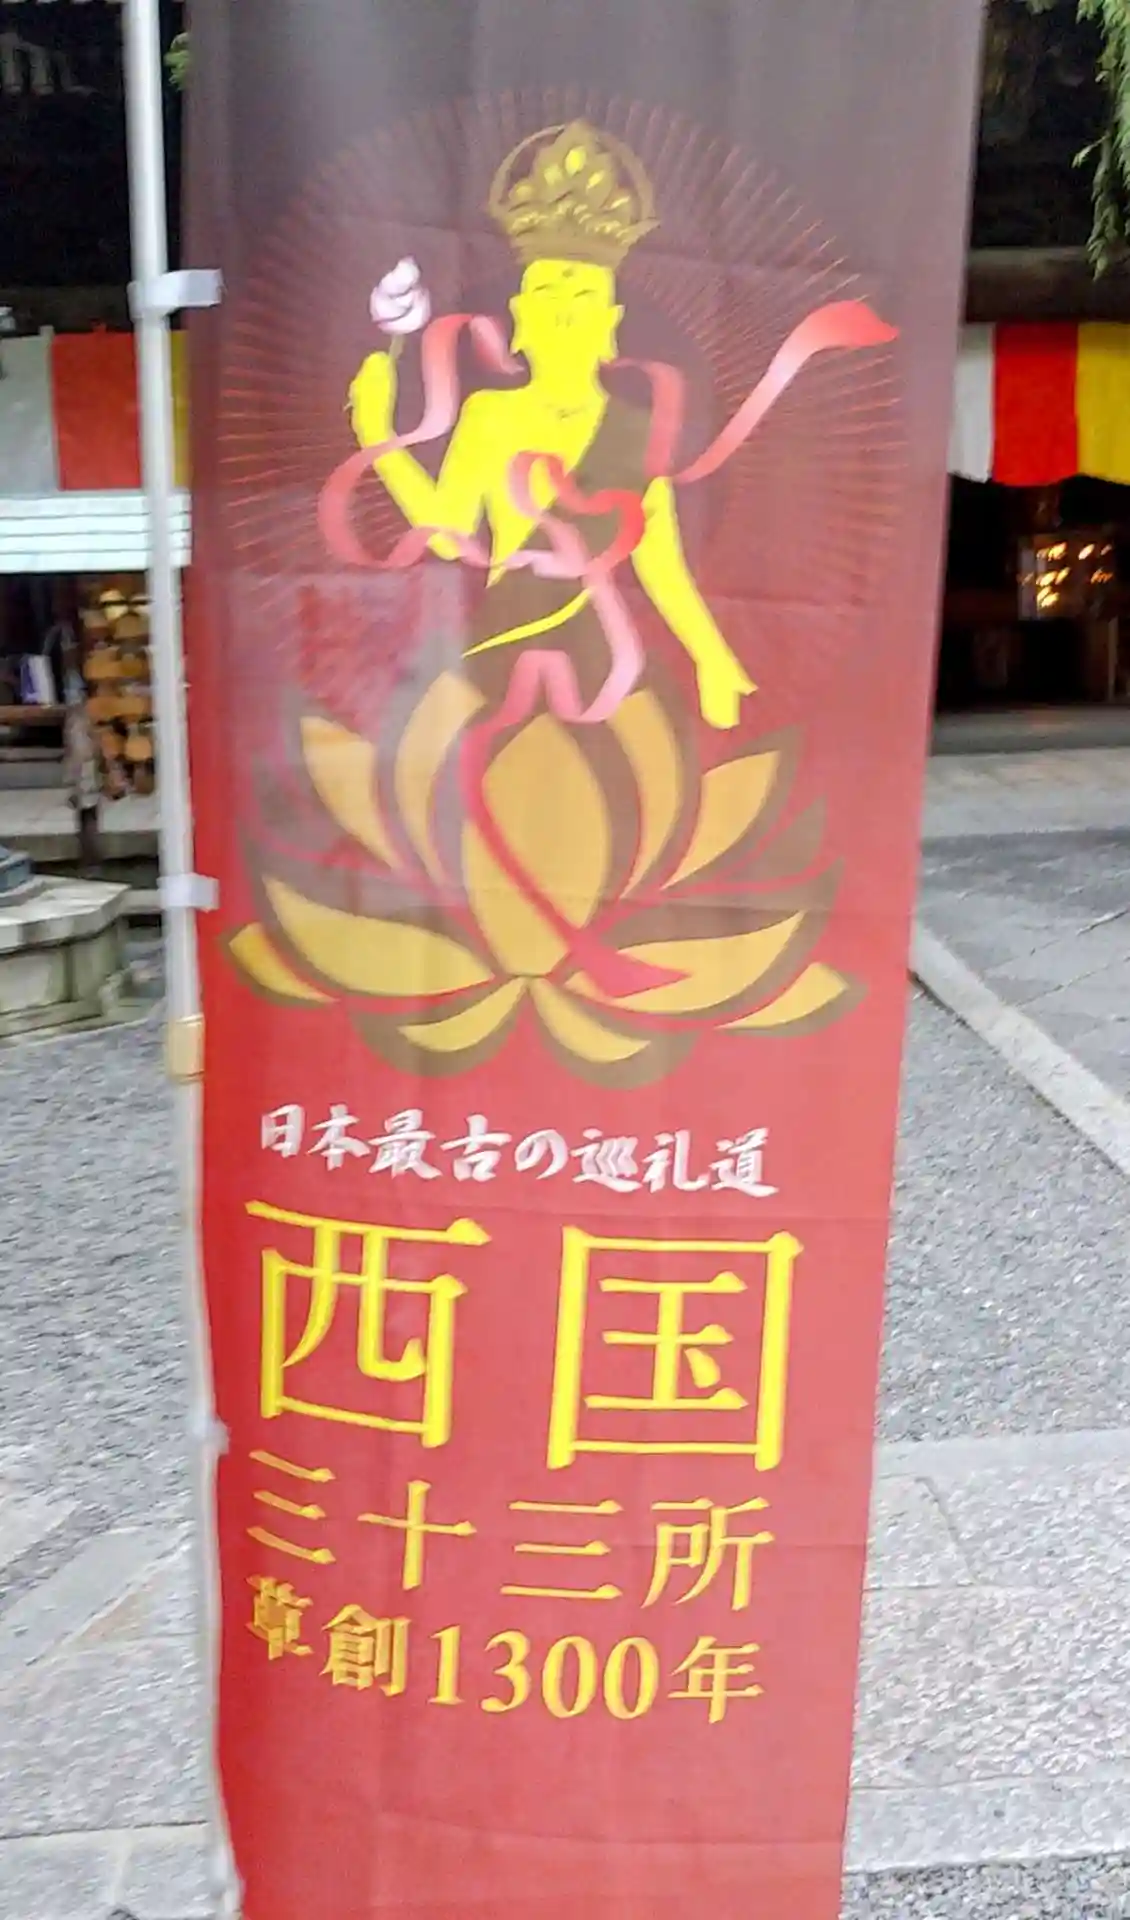 日本最古の巡礼道
西国
三十三所
草創1300年